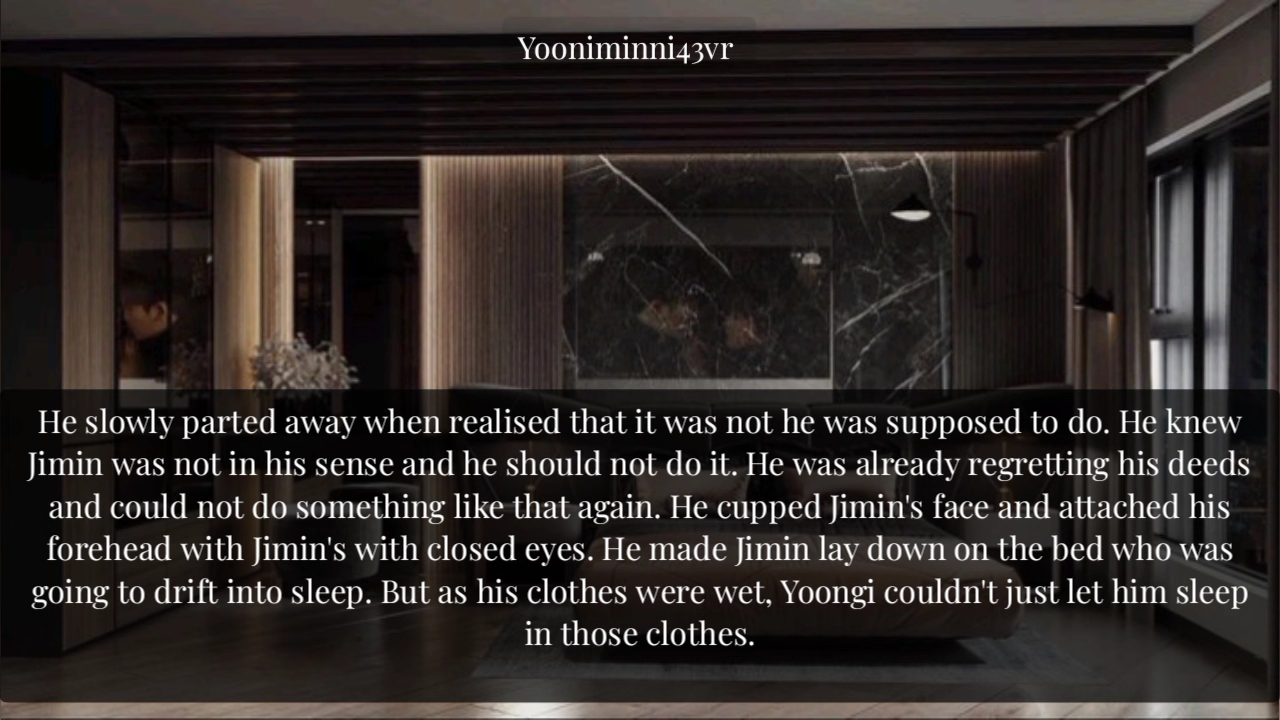 Yooniminni43vr
He slowly parted away when realised that it was not he was supposed to do. He knew
Jimin was not in his sense and he should not do it. He was already regretting his deeds
and could not do something like that again. He cupped Jimin's face and attached his
forehead with Jimin's with closed eyes. He made Jimin lay down on the bed who was
going to drift into sleep. But as his clothes were wet, Yoongi couldn't just let him sleep
in those clothes.